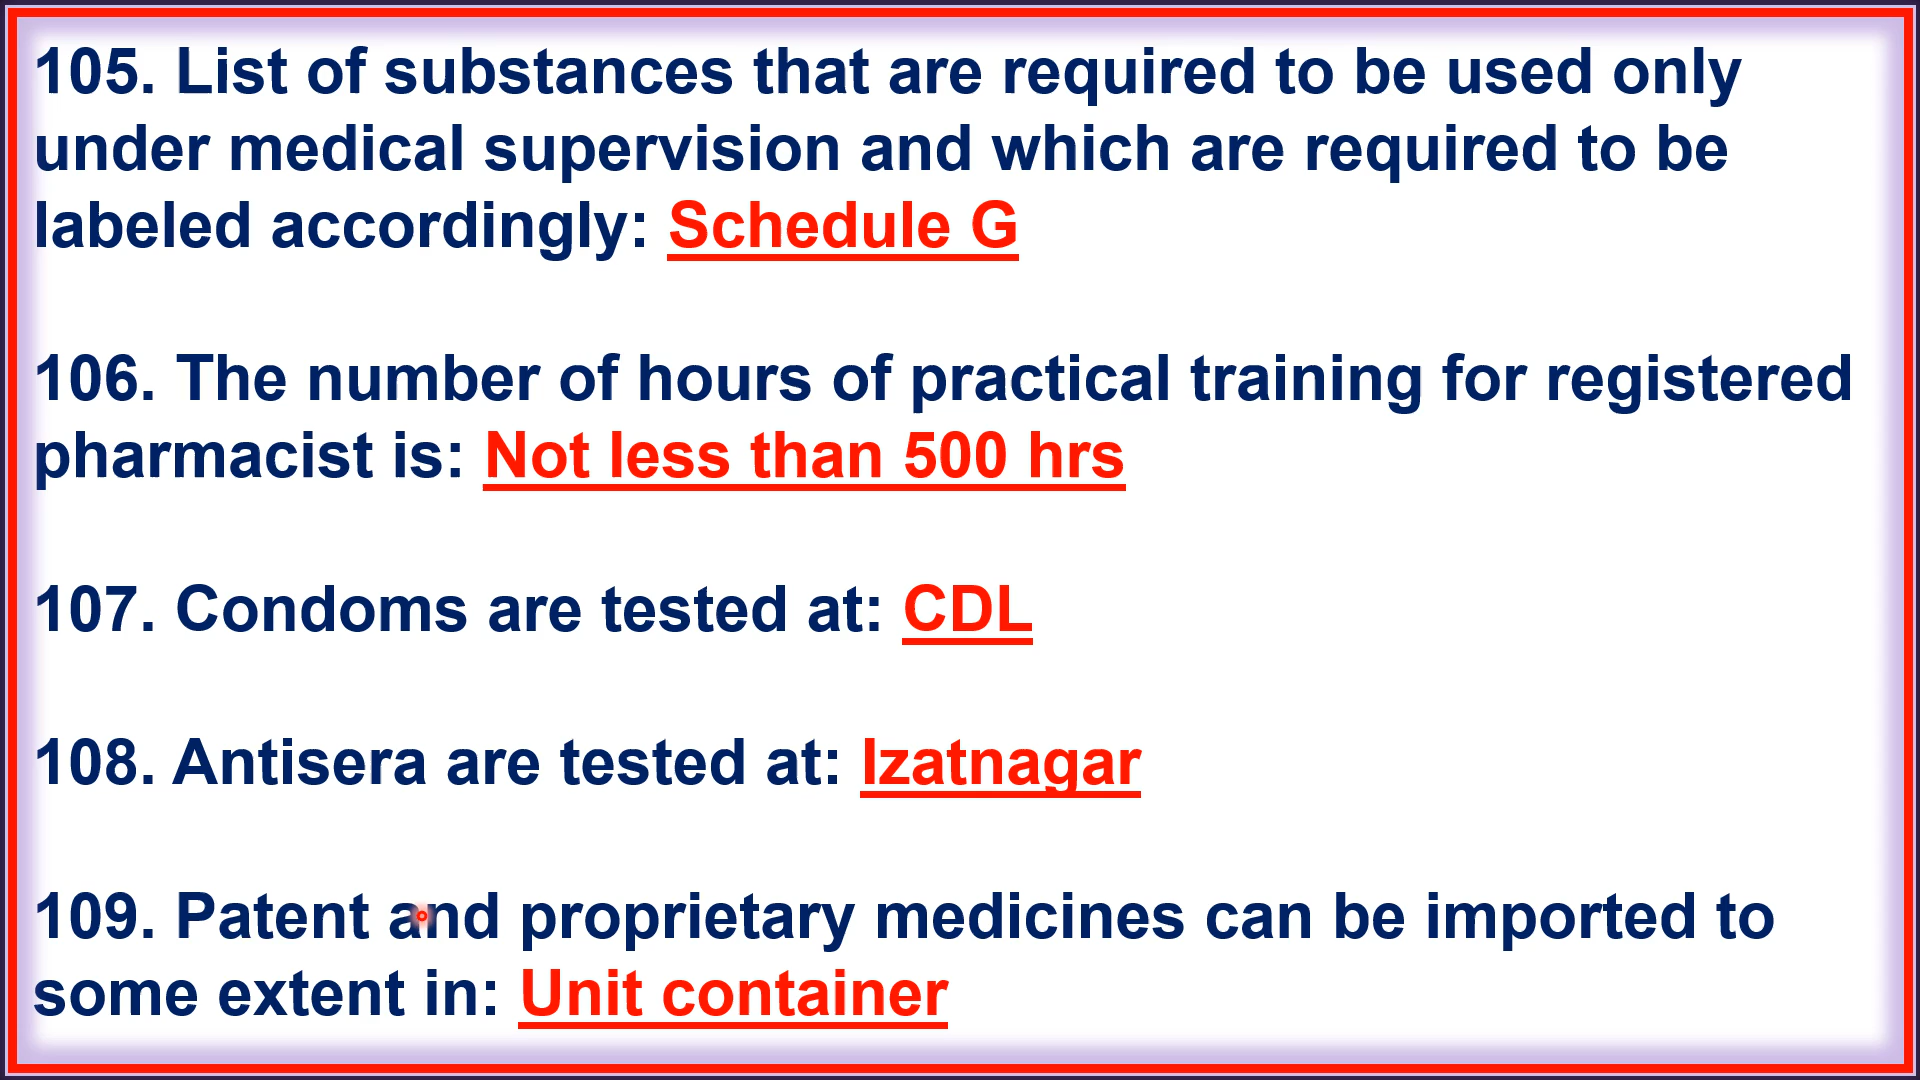 105. List of substances that are required to be used only
under medical supervision and which are required to be
labeled accordingly: Schedule G
106. The number of hours of practical training for registered
pharmacist is: Not less than 500 hrs
107. Condoms are tested at: CDL
108. Antisera are tested at: Izatnagar
109. Patent and proprietary medicines can be imported to
some extent in: Unit container